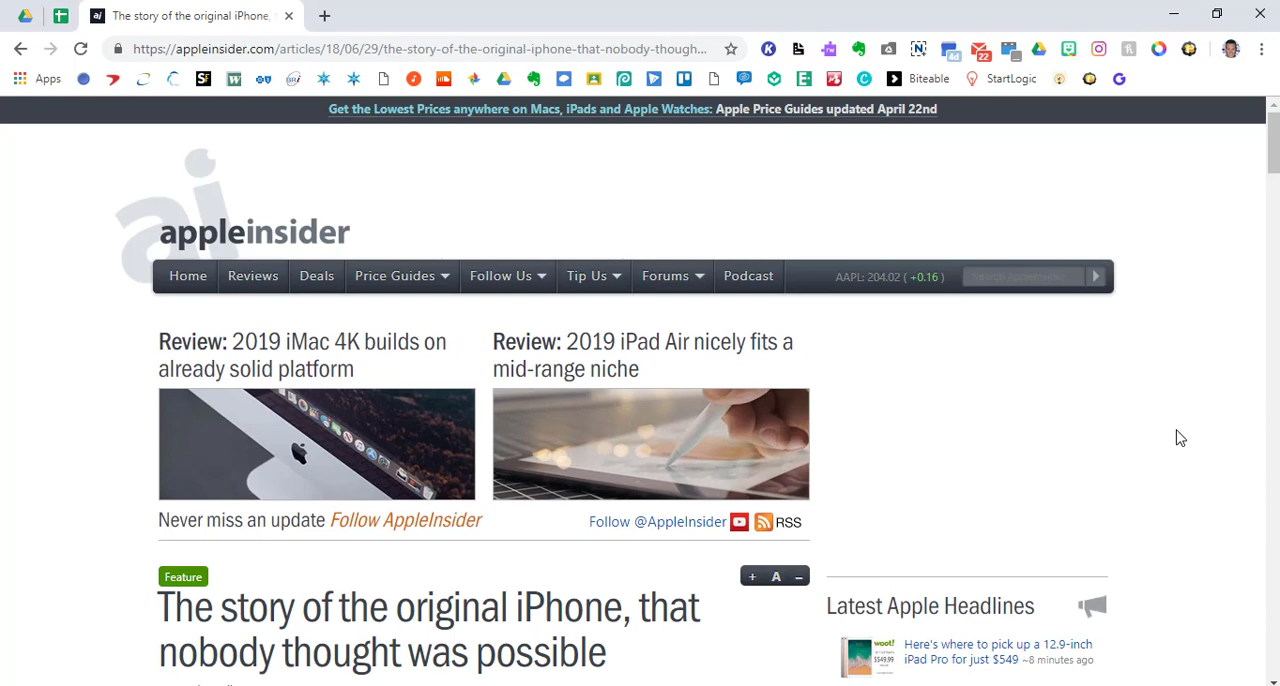 The story of the original iPhone,
https://appleinsider.com/articles/18/06/29/the-story-of-the-original-iphone-that-nobody-though...
Apps
Biteable
StartLogic
Get the Lowest Prices anywhere on Macs, iPads and Apple Watches: Apple Price Guides updated April 22nd
ai
appleinsider
Home Reviews Deals Price Guides Follow Us Tip Us Forums Podcast AAPL: 204.02 ( +0.16 ) Search AppleInsider
Review: 2019 iMac 4K builds on
already solid platform
Review: 2019 iPad Air nicely fits a
mid-range niche
Never miss an update Follow AppleInsider
Follow @AppleInsider RSS
Feature
+ A –
The story of the original iPhone, that
nobody thought was possible
Latest Apple Headlines
woot!
$549.99
Here's where to pick up a 12.9-inch
iPad Pro for just $549 ~8 minutes ago